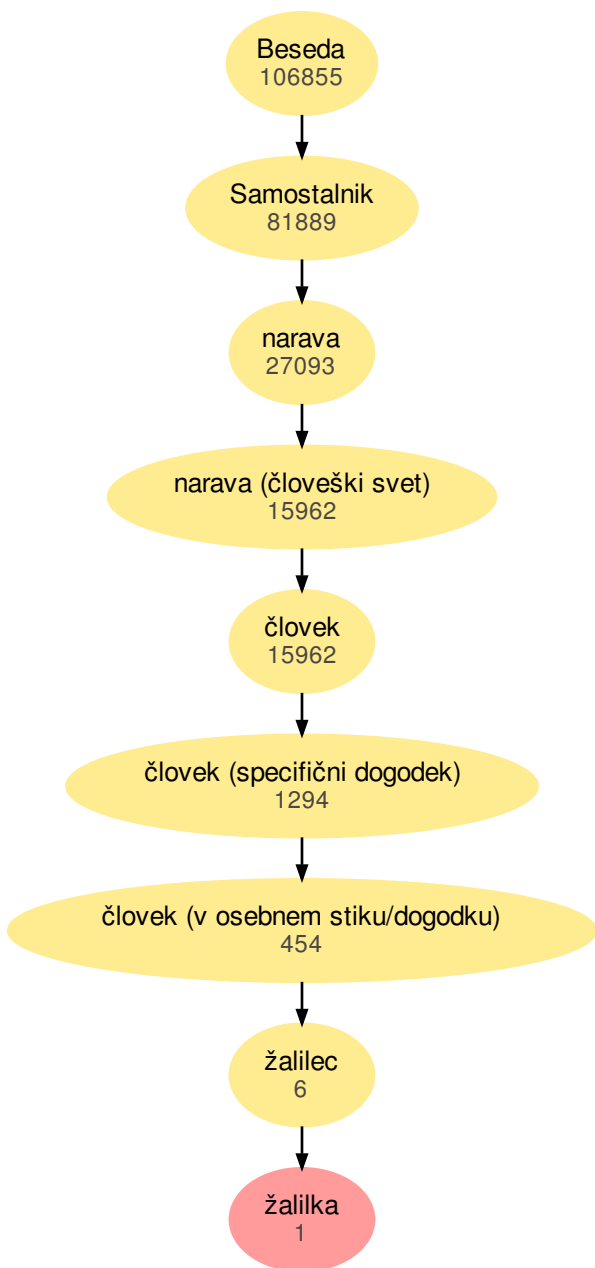 Beseda
106855
Samostalnik
81889
narava
27093
narava (človeški svet)
15962
človek
15962
človek (specifični dogodek)
1294
človek (v osebnem stiku/dogodku)
454
žalilec
6
žalilka
1